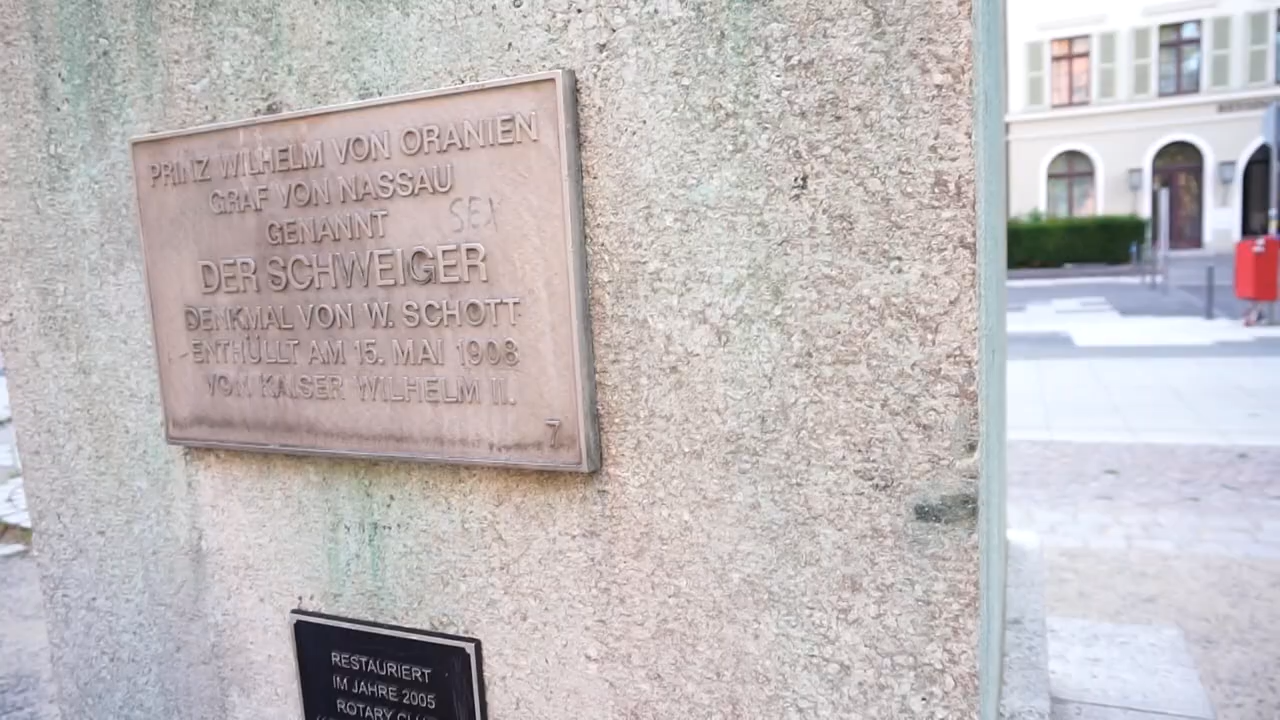 PRINZ WILHELM VON ORANIEN
GRAF VON NASSAU
GENANNT
SEX
DER SCHWEIGER
DENKMAL VON W. SCHOTT
ENTHÜLLT AM 15. MAI 1908
VON KAISER WILHELM II.
7
RESTAURIERT
IM JAHRE 2005
ROTARY